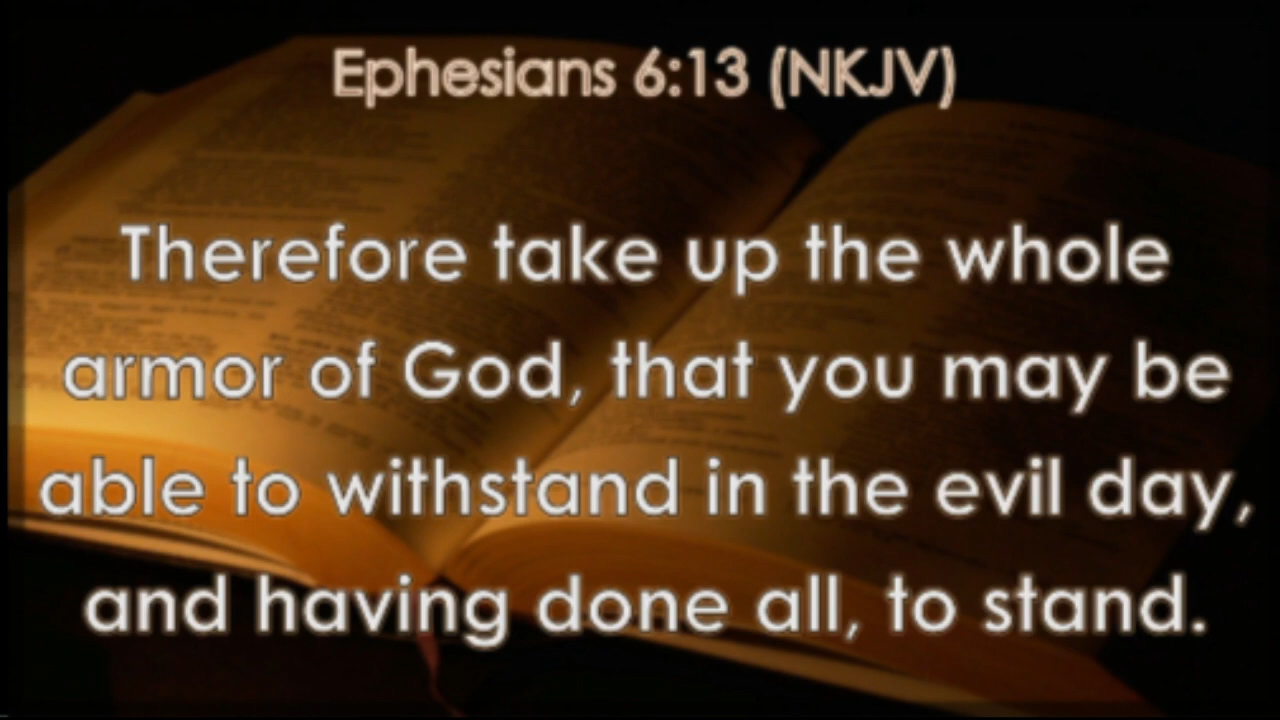 Ephesians 6:13 (NKJV)
Therefore take up the whole
armor of God, that you may be
able to withstand in the evil day,
and having done all, to stand.